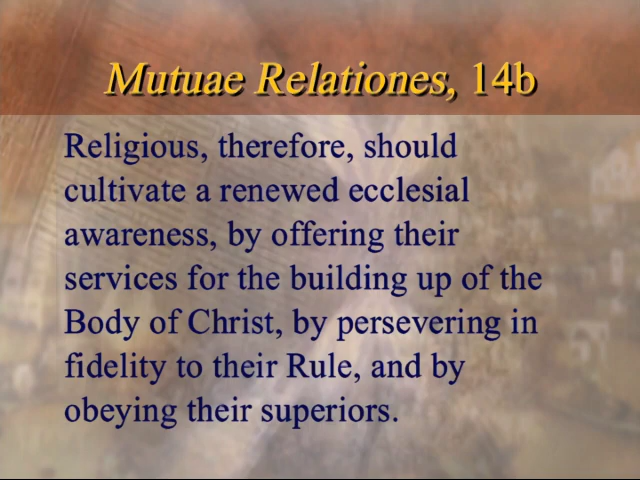 Mutuae Relationes, 14b
Religious, therefore, should
cultivate a renewed ecclesial
awareness, by offering their
services for the building up of the
Body of Christ, by persevering in
fidelity to their Rule, and by
obeying their superiors.